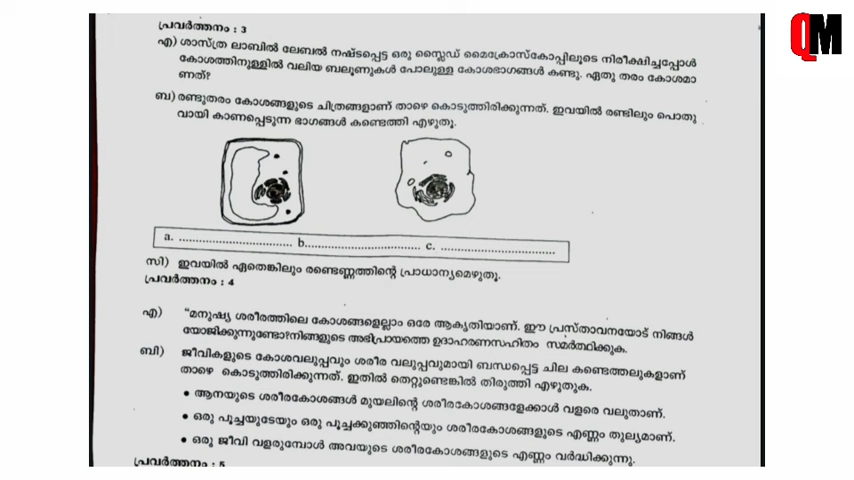 QM
പ്രവർത്തനം : 3
എ) ശാസ്ത്ര ലാബിൽ ലേബൽ നഷ്ടപ്പെട്ട ഒരു സ്ലൈഡ് മൈക്രോസ്കോപ്പിലൂടെ നിരീക്ഷിച്ചപ്പോൾ
കോശത്തിനുള്ളിൽ വലിയ ബലൂണുകൾ പോലുള്ള കോശഭാഗങ്ങൾ കണ്ടു. ഏതു തരം കോശമാ
ണത്?
ബ) രണ്ടുതരം കോശങ്ങളുടെ ചിത്രങ്ങളാണ് താഴെ കൊടുത്തിരിക്കുന്നത്. ഇവയിൽ രണ്ടിലും പൊതു
വായി കാണപ്പെടുന്ന ഭാഗങ്ങൾ കണ്ടെത്തി എഴുതൂ.
a. .................................. b................................... c. ..................................
സി) ഇവയിൽ ഏതെങ്കിലും രണ്ടെണ്ണത്തിന്റെ പ്രാധാന്യമെഴുതൂ.
പ്രവർത്തനം : 4
എ) "മനുഷ്യ ശരീരത്തിലെ കോശങ്ങളെല്ലാം ഒരേ ആകൃതിയാണ്. ഈ പ്രസ്താവനയോട് നിങ്ങൾ
യോജിക്കുന്നുണ്ടോ?നിങ്ങളുടെ അഭിപ്രായത്തെ ഉദാഹരണസഹിതം സമർത്ഥിക്കുക.
ബി) ജീവികളുടെ കോശവലുപ്പവും ശരീര വലുപ്പവുമായി ബന്ധപ്പെട്ട ചില കണ്ടെത്തലുകളാണ്
താഴെ കൊടുത്തിരിക്കുന്നത്. ഇതിൽ തെറ്റുണ്ടെങ്കിൽ തിരുത്തി എഴുതുക.
• ആനയുടെ ശരീരകോശങ്ങൾ മുയലിന്റെ ശരീരകോശങ്ങളേക്കാൾ വളരെ വലുതാണ്.
• ഒരു പൂച്ചയുടേയും ഒരു പൂച്ചക്കുഞ്ഞിന്റെയും ശരീരകോശങ്ങളുടെ എണ്ണം തുല്യമാണ്.
• ഒരു ജീവി വളരുമ്പോൾ അവയുടെ ശരീരകോശങ്ങളുടെ എണ്ണം വർദ്ധിക്കുന്നു.
പ്രവർത്തനം : 5